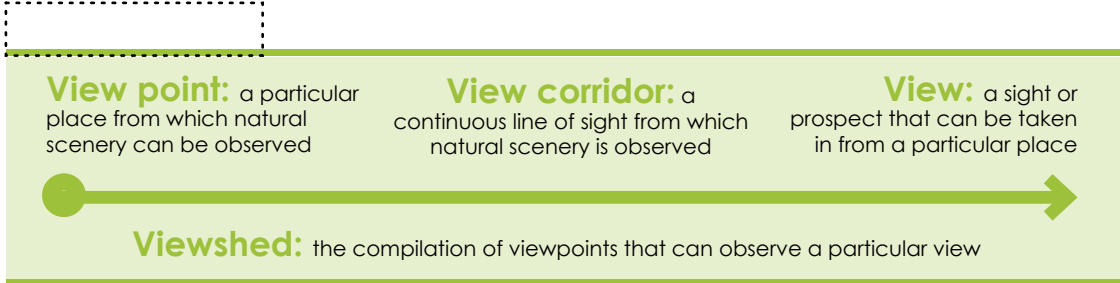 View point: a particular
place from which natural
scenery can be observed
View corridor: a
continuous line of sight from which
natural scenery is observed
View: a sight or
prospect that can be taken
in from a particular place
Viewshed: the compilation of viewpoints that can observe a particular view